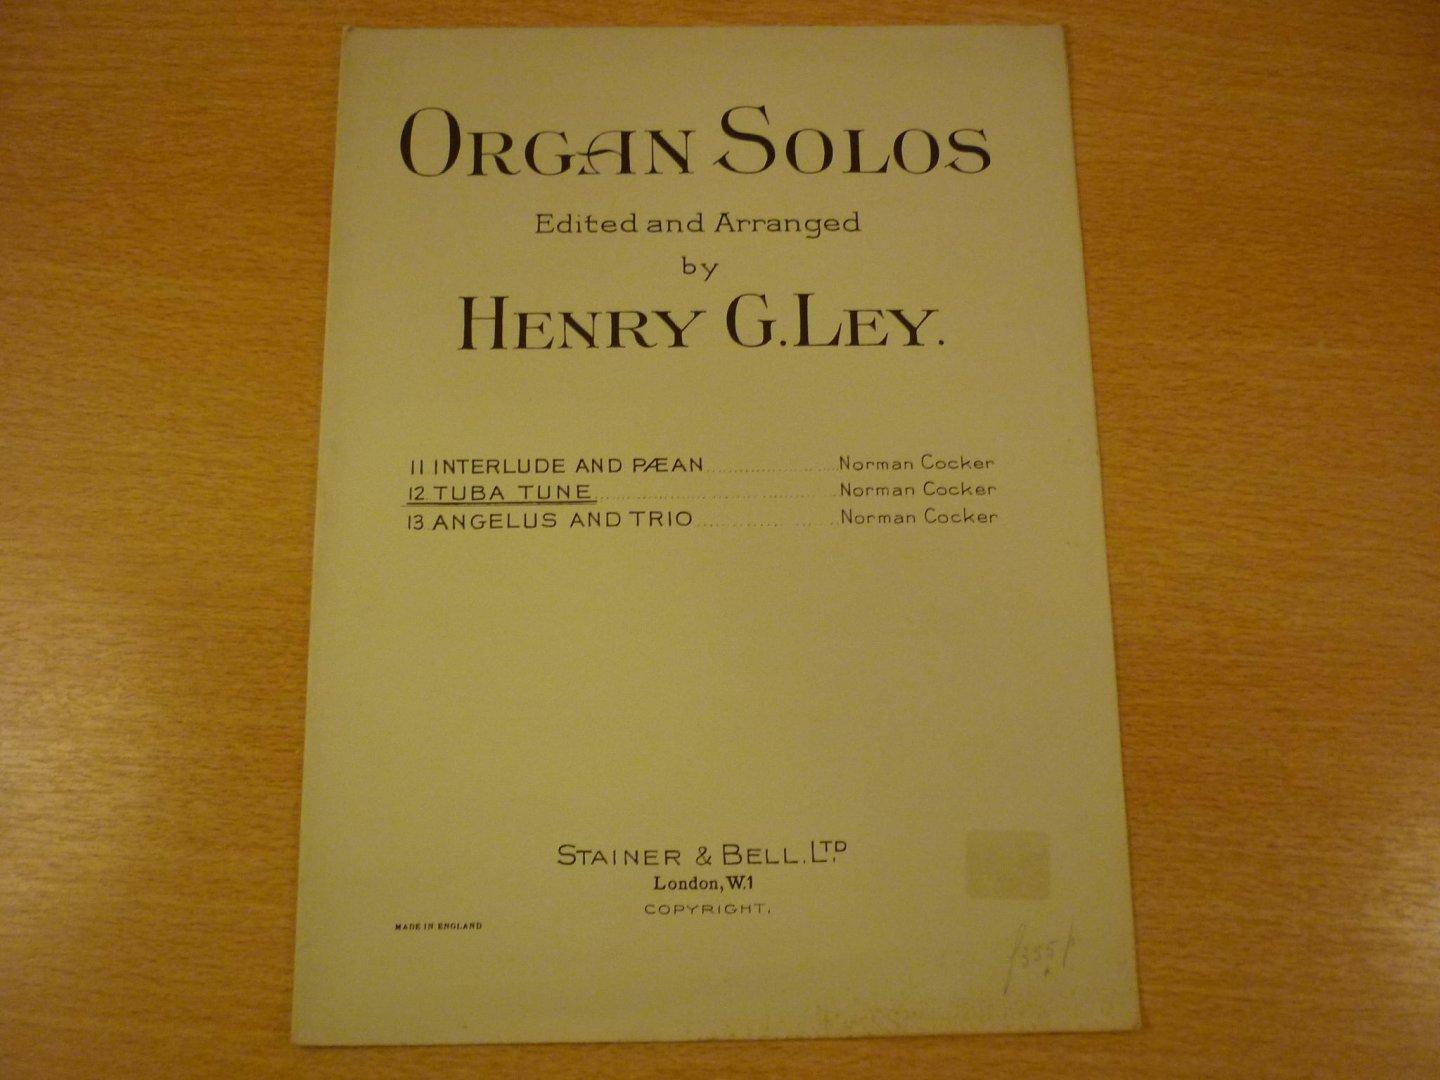 ORGAN SOLOS
Edited and Arranged
by
HENRY G. LEY.
11 INTERLUDE AND PÆAN ........................ Norman Cocker
12 TUBA TUNE ........................ Norman Cocker
13 ANGELUS AND TRIO ........................ Norman Cocker
STAINER & BELL. LTD.
London, W.1
COPYRIGHT.
MADE IN ENGLAND